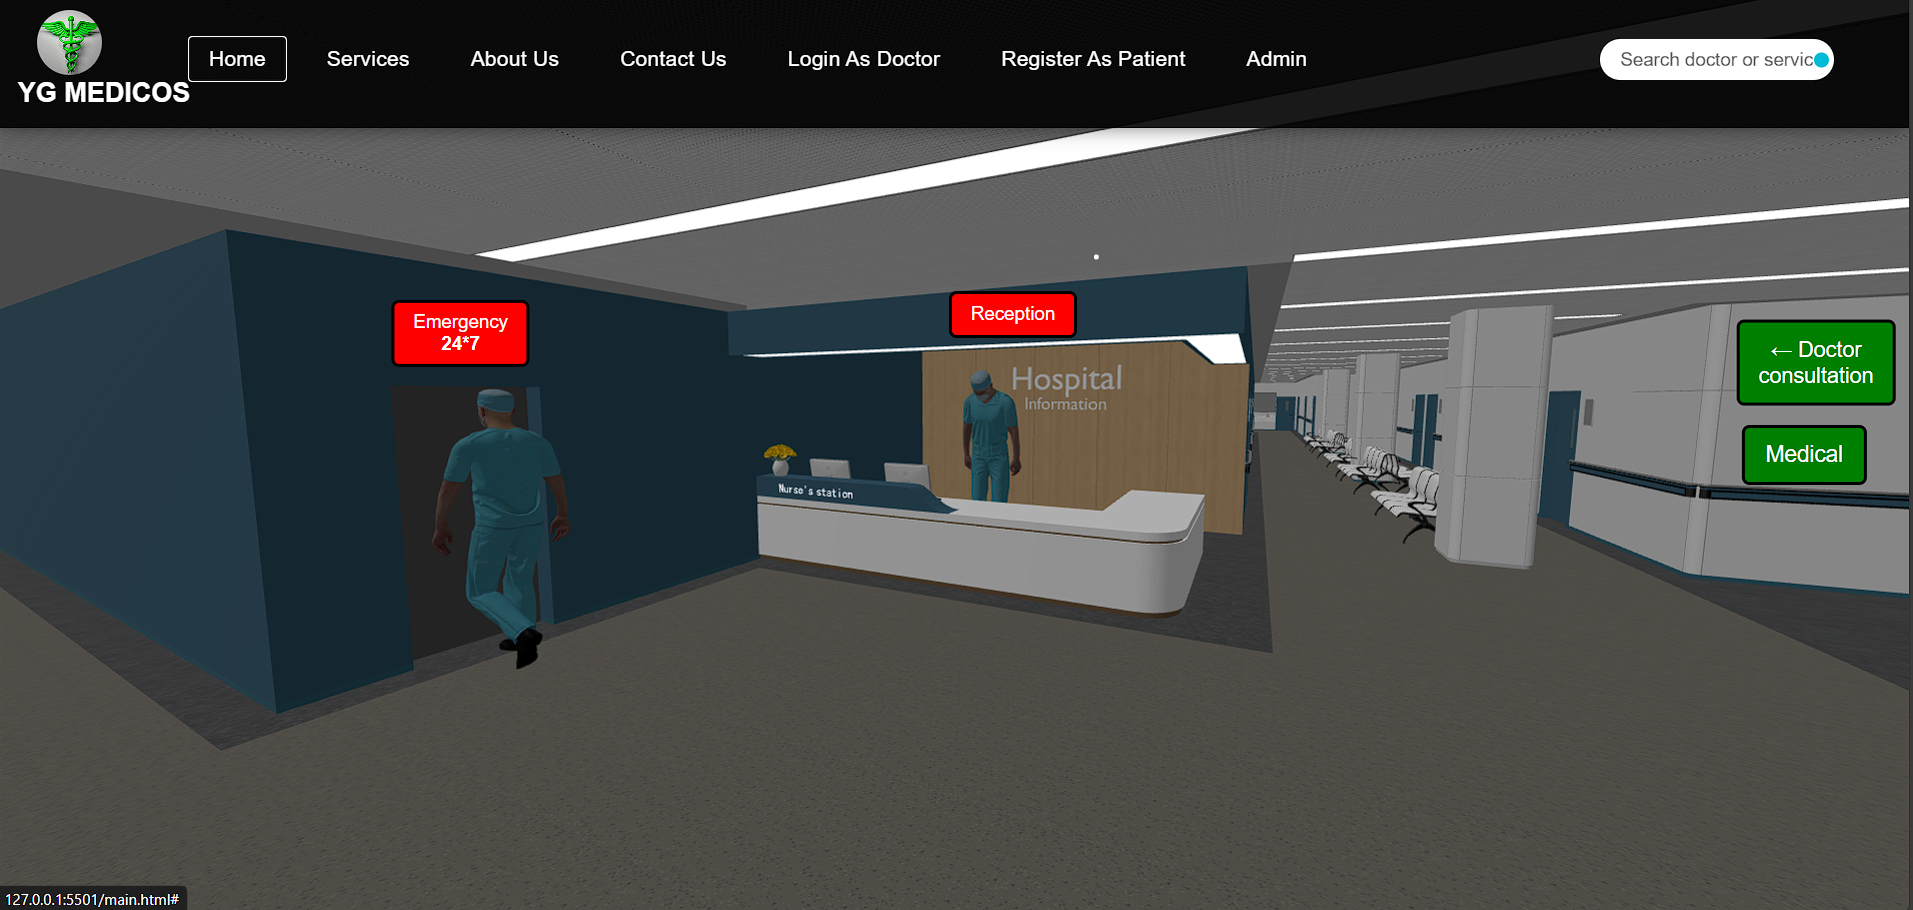 YG MEDICOS
Home
Services
About Us
Contact Us
Login As Doctor
Register As Patient
Admin
Search doctor or servic
Emergency
24*7
Reception
Hospital
Information
Nurse's station
← Doctor
consultation
Medical
127.0.0.1:5501/main.html#